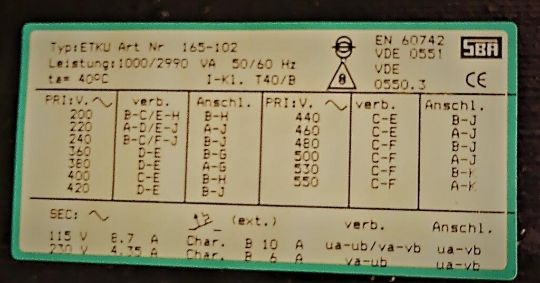 Typ:ETKU Art Nr 165-102 EN 60742
Leistung:1000/2990 VA 50/60 Hz VDE 0551 SBA
ta= 40°C I-Kl. T40/B 8 VDE 0550.3 CE
PRI:V. verb. Anschl. PRI:V. verb. Anschl.
200 B-C/E-H B-H 440 C-E B-J
220 A-D/E-J A-J 460 C-E A-J
240 B-C/F-J B-J 480 C-F B-J
360 D-E B-G 500 C-F A-J
380 D-E A-G 530 C-F B-K
400 C-E B-H 550 C-F A-K
420 D-E B-J
SEC: (ext.) verb. Anschl.
115 V 8.7 A Char. B 10 A ua-ub/va-vb ua-vb
230 V 4.35 A Char. B 6 A va-ub ua-vb